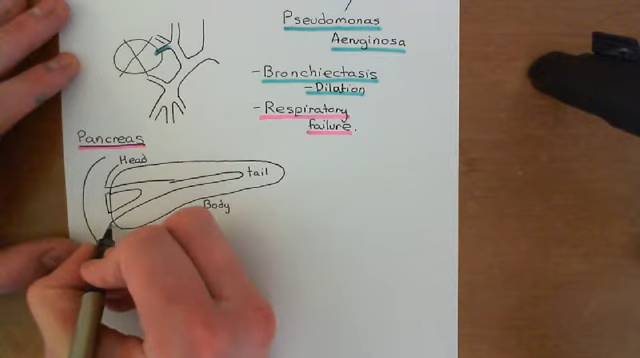 Pseudomonas
Aeruginosa
- Bronchiectasis
- Dilation
- Respiratory
failure.
Pancreas
Head
tail
Body